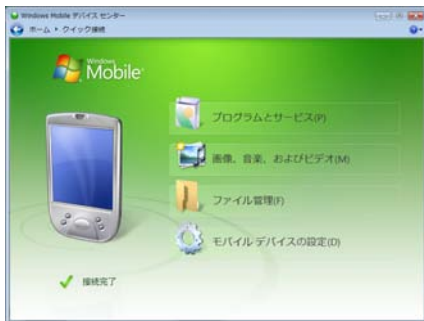 Windows Mobile デバイス センター
ホーム ▸ クイック接続
Windows
Mobile
プログラムとサービス(P)
画像、音楽、およびビデオ(M)
ファイル管理(F)
モバイル デバイスの設定(D)
接続完了